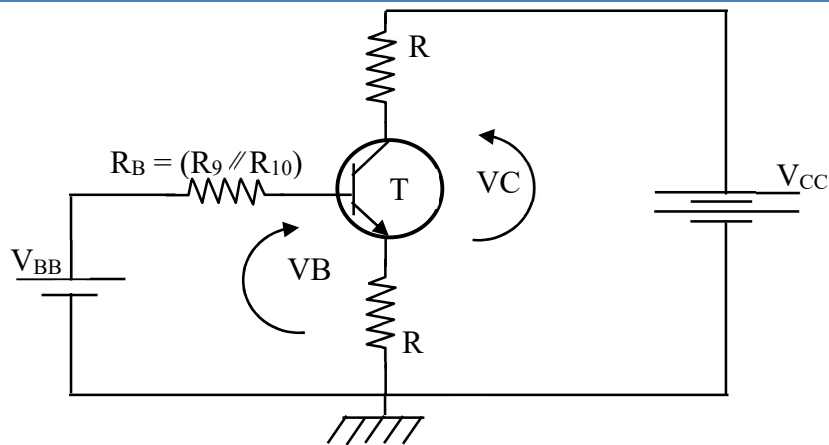 R
R_B = (R_9 // R_10)
T
VC
V_CC
V_BB
VB
R